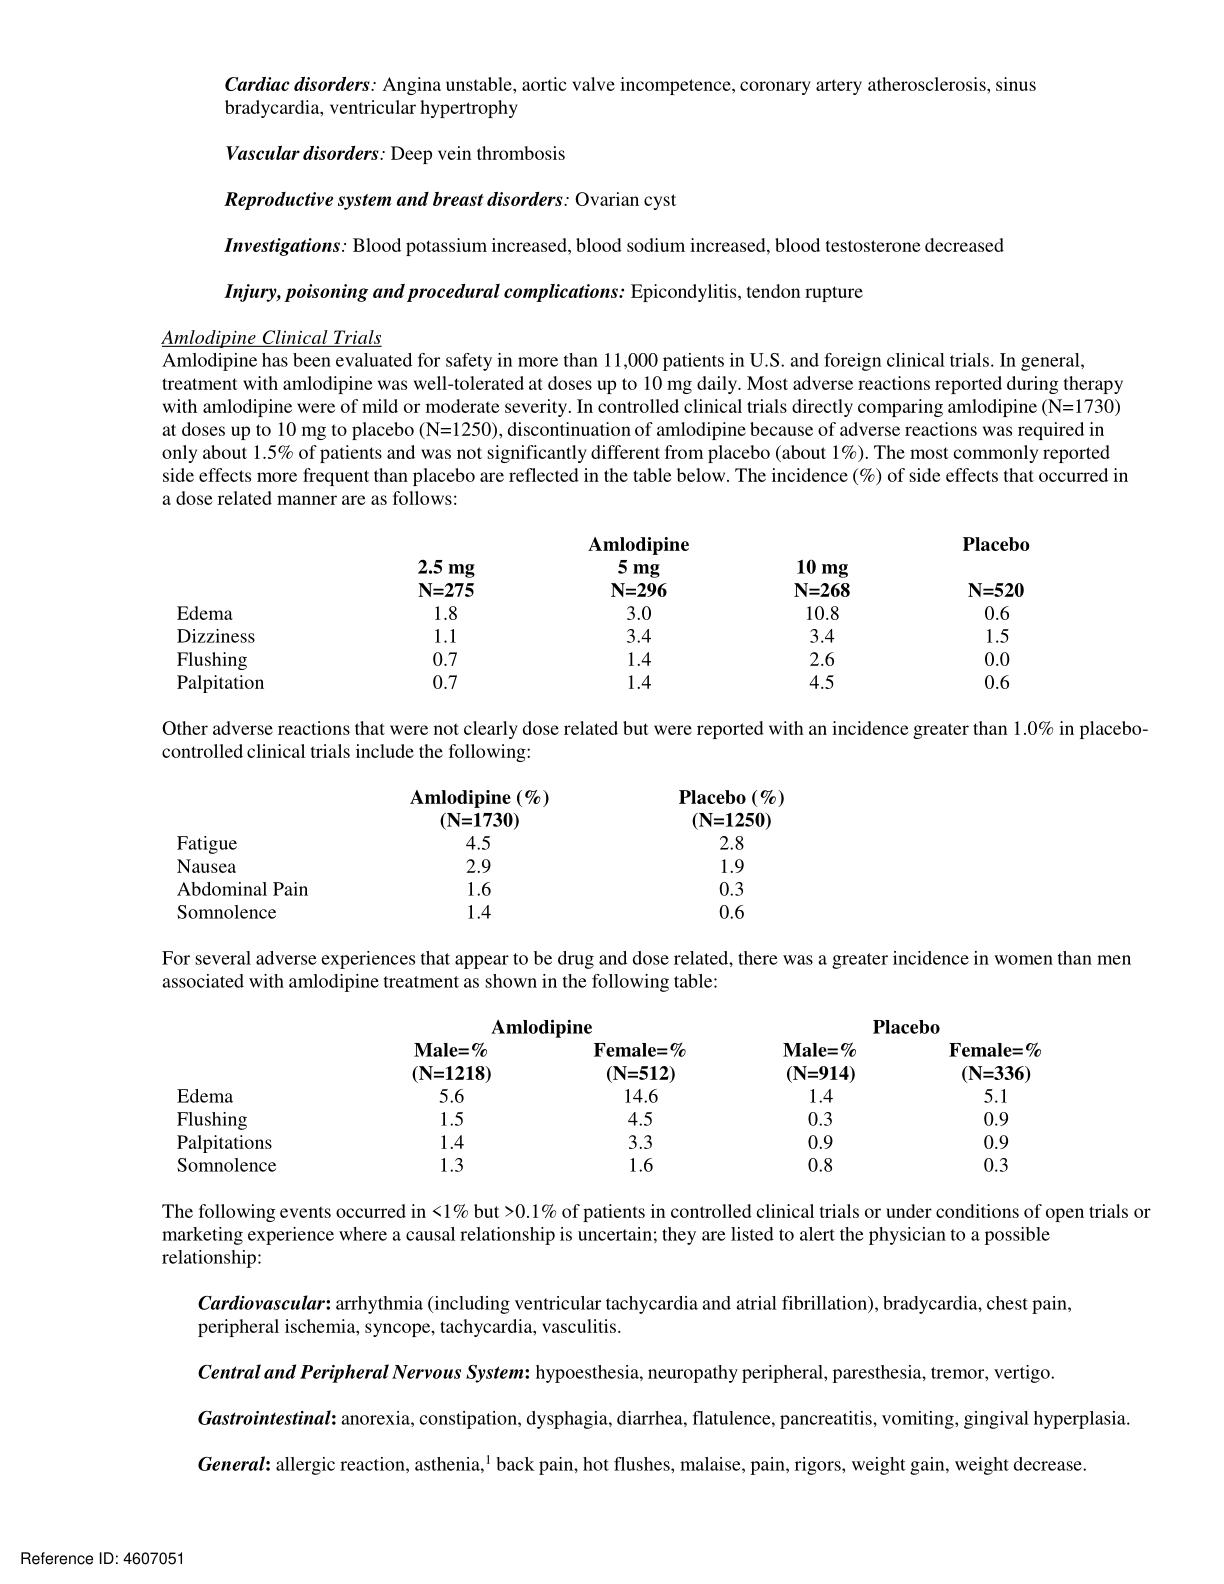 Cardiac disorders: Angina unstable, aortic valve incompetence, coronary artery atherosclerosis, sinus
bradycardia, ventricular hypertrophy
Vascular disorders: Deep vein thrombosis
Reproductive system and breast disorders: Ovarian cyst
Investigations: Blood potassium increased, blood sodium increased, blood testosterone decreased
Injury, poisoning and procedural complications: Epicondylitis, tendon rupture
Amlodipine Clinical Trials
Amlodipine has been evaluated for safety in more than 11,000 patients in U.S. and foreign clinical trials. In general,
treatment with amlodipine was well-tolerated at doses up to 10 mg daily. Most adverse reactions reported during therapy
with amlodipine were of mild or moderate severity. In controlled clinical trials directly comparing amlodipine (N=1730)
at doses up to 10 mg to placebo (N=1250), discontinuation of amlodipine because of adverse reactions was required in
only about 1.5% of patients and was not significantly different from placebo (about 1%). The most commonly reported
side effects more frequent than placebo are reflected in the table below. The incidence (%) of side effects that occurred in
a dose related manner are as follows:
Amlodipine Placebo
2.5 mg 5 mg 10 mg
N=275 N=296 N=268 N=520
Edema 1.8 3.0 10.8 0.6
Dizziness 1.1 3.4 3.4 1.5
Flushing 0.7 1.4 2.6 0.0
Palpitation 0.7 1.4 4.5 0.6
Other adverse reactions that were not clearly dose related but were reported with an incidence greater than 1.0% in placebo-
controlled clinical trials include the following:
Amlodipine (%) Placebo (%)
(N=1730) (N=1250)
Fatigue 4.5 2.8
Nausea 2.9 1.9
Abdominal Pain 1.6 0.3
Somnolence 1.4 0.6
For several adverse experiences that appear to be drug and dose related, there was a greater incidence in women than men
associated with amlodipine treatment as shown in the following table:
Amlodipine Placebo
Male=% Female=% Male=% Female=%
(N=1218) (N=512) (N=914) (N=336)
Edema 5.6 14.6 1.4 5.1
Flushing 1.5 4.5 0.3 0.9
Palpitations 1.4 3.3 0.9 0.9
Somnolence 1.3 1.6 0.8 0.3
The following events occurred in <1% but >0.1% of patients in controlled clinical trials or under conditions of open trials or
marketing experience where a causal relationship is uncertain; they are listed to alert the physician to a possible
relationship:
Cardiovascular: arrhythmia (including ventricular tachycardia and atrial fibrillation), bradycardia, chest pain,
peripheral ischemia, syncope, tachycardia, vasculitis.
Central and Peripheral Nervous System: hypoesthesia, neuropathy peripheral, paresthesia, tremor, vertigo.
Gastrointestinal: anorexia, constipation, dysphagia, diarrhea, flatulence, pancreatitis, vomiting, gingival hyperplasia.
General: allergic reaction, asthenia,¹ back pain, hot flushes, malaise, pain, rigors, weight gain, weight decrease.
Reference ID: 4607051